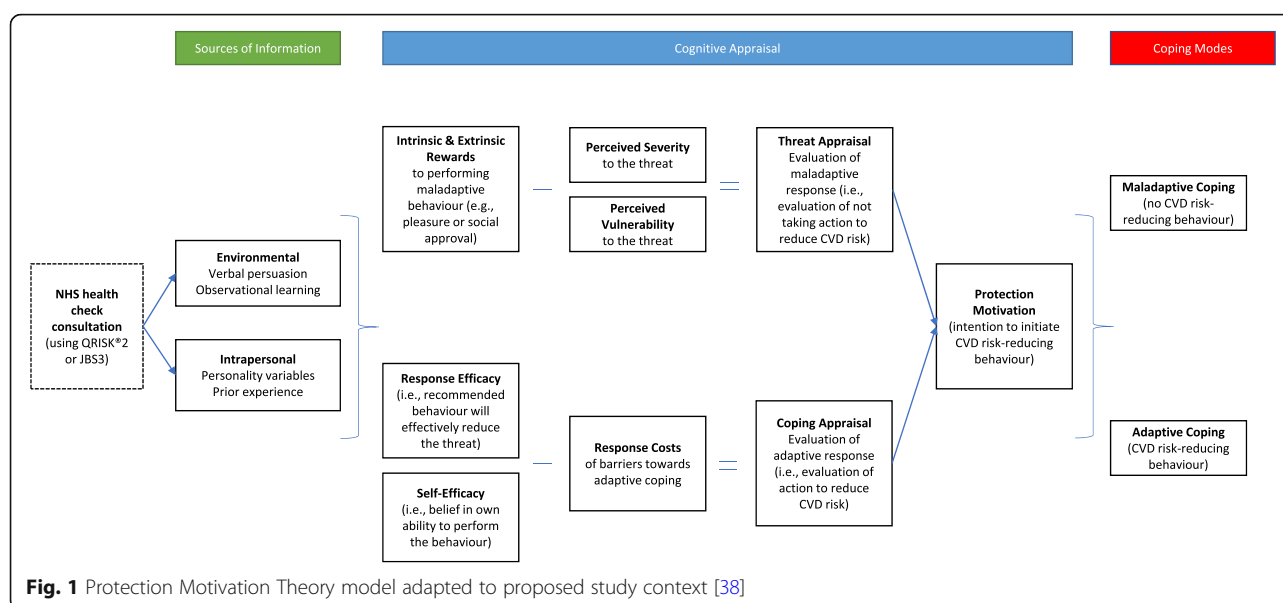 Sources of Information
Cognitive Appraisal
Coping Modes
NHS health
check
consultation
(using QRISK®2
or JBS3)
Environmental
Verbal persuasion
Observational learning
Intrapersonal
Personality variables
Prior experience
Intrinsic & Extrinsic
Rewards
to performing
maladaptive
behaviour (e.g.,
pleasure or social
approval)
—
Perceived Severity
to the threat
Perceived
Vulnerability
to the threat
=
Threat Appraisal
Evaluation of
maladaptive
response (i.e.,
evaluation of not
taking action to
reduce CVD risk)
Response Efficacy
(i.e., recommended
behaviour will
effectively reduce
the threat)
Self-Efficacy
(i.e., belief in own
ability to perform
the behaviour)
—
Response Costs
of barriers towards
adaptive coping
=
Coping Appraisal
Evaluation of
adaptive response
(i.e., evaluation of
action to reduce
CVD risk)
Protection
Motivation
(intention to initiate
CVD risk-reducing
behaviour)
Maladaptive Coping
(no CVD risk-
reducing behaviour)
Adaptive Coping
(CVD risk-reducing
behaviour)
Fig. 1 Protection Motivation Theory model adapted to proposed study context [38]